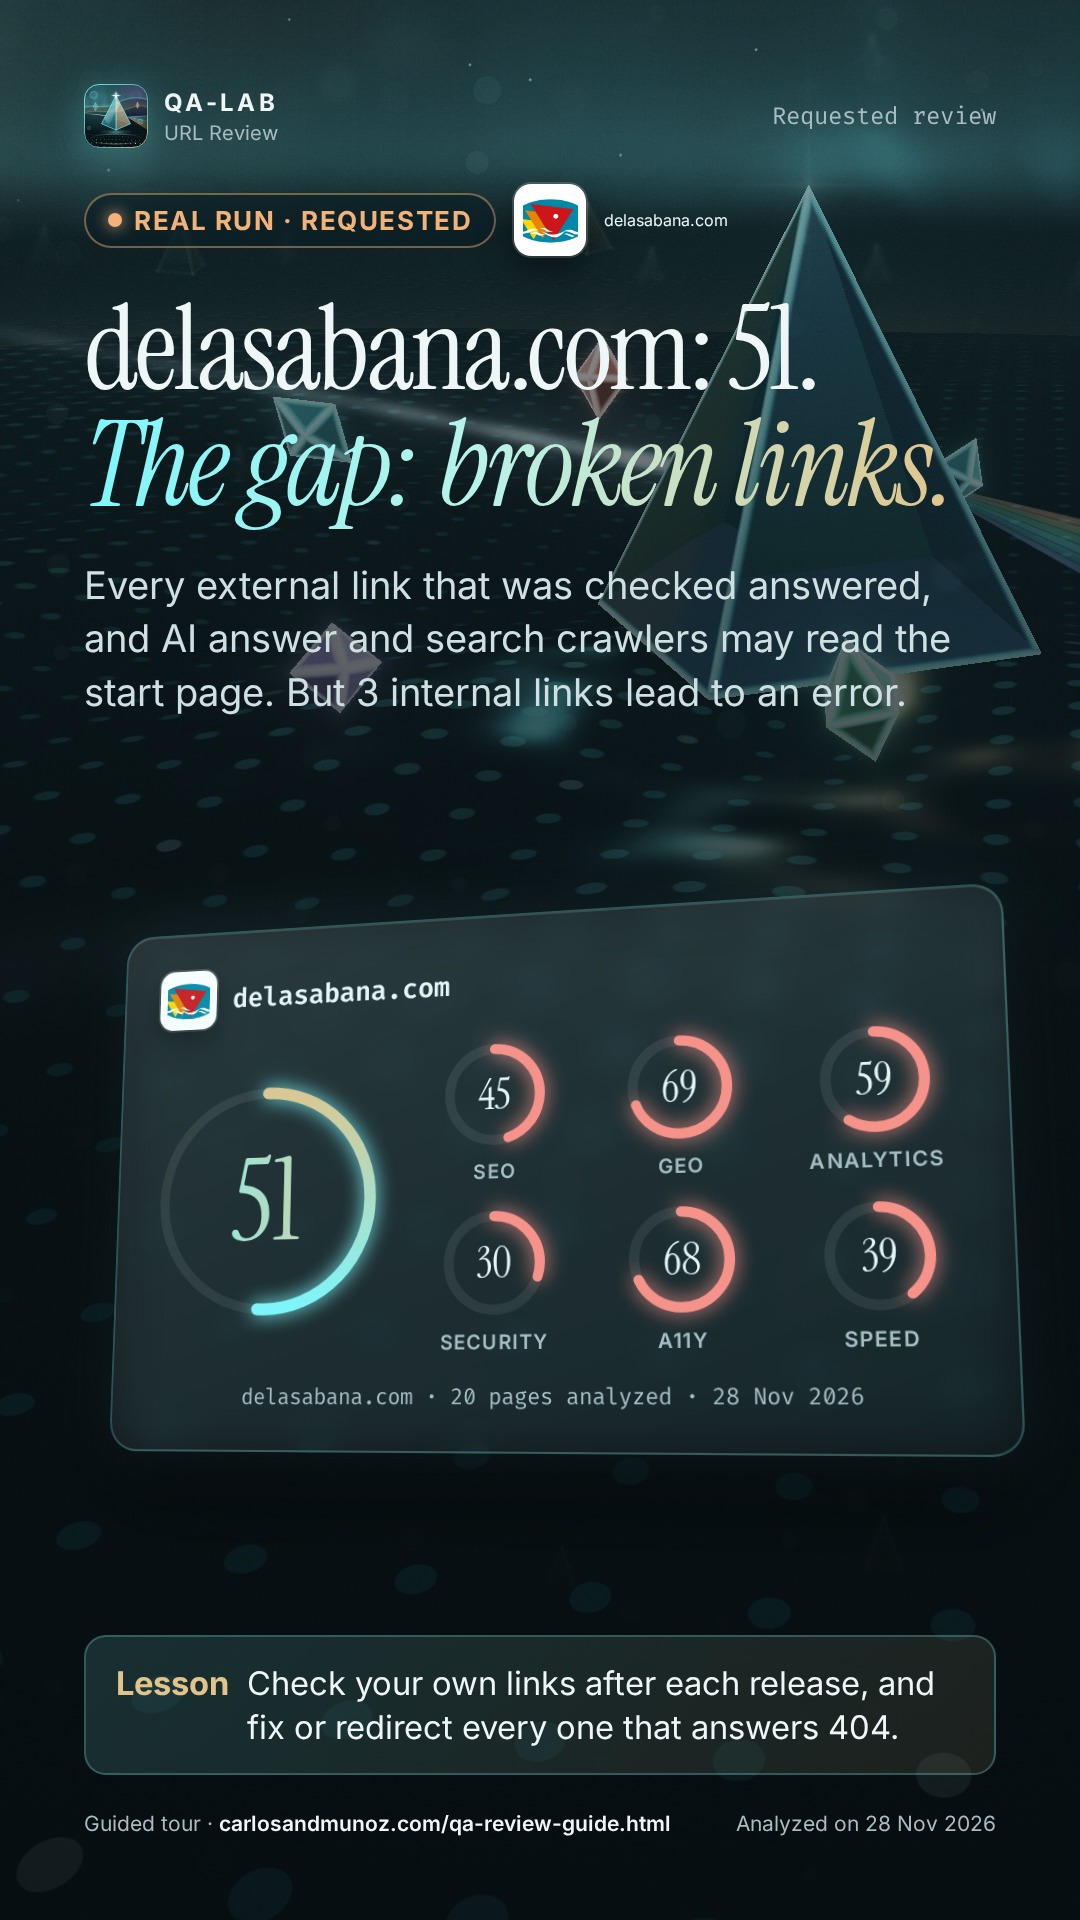 QA-LAB
URL Review
Requested review
REAL RUN · REQUESTED
delasabana.com
delasabana.com: 51.
The gap: broken links.
Every external link that was checked answered,
and AI answer and search crawlers may read the
start page. But 3 internal links lead to an error.
delasabana.com
51
45
SEO
69
GEO
59
ANALYTICS
30
SECURITY
68
A11Y
39
SPEED
delasabana.com · 20 pages analyzed · 28 Nov 2026
Lesson Check your own links after each release, and
fix or redirect every one that answers 404.
Guided tour · carlosandmunoz.com/qa-review-guide.html
Analyzed on 28 Nov 2026